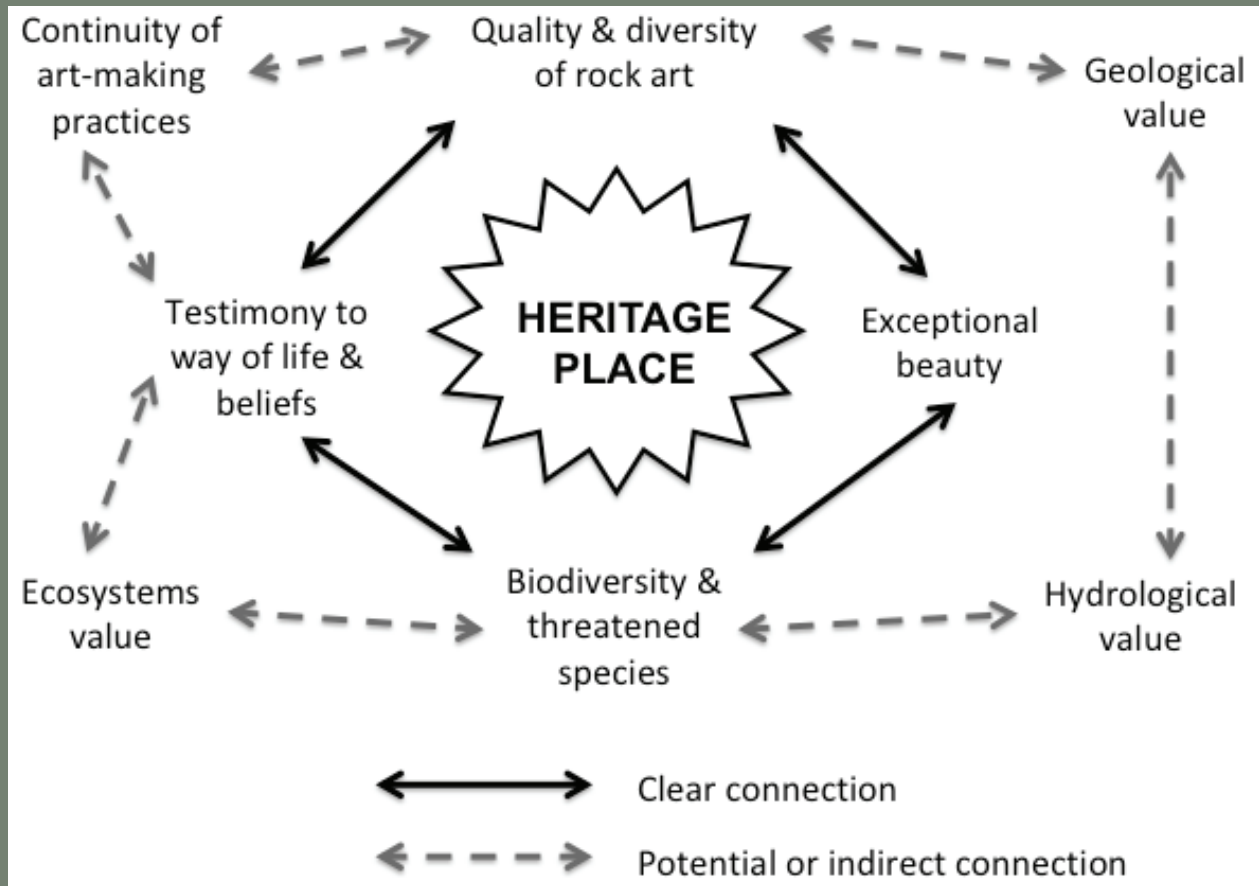 Continuity of
art-making
practices
Quality & diversity
of rock art
Geological
value
Testimony to
way of life &
beliefs
HERITAGE
PLACE
Exceptional
beauty
Ecosystems
value
Biodiversity &
threatened
species
Hydrological
value
Clear connection
Potential or indirect connection